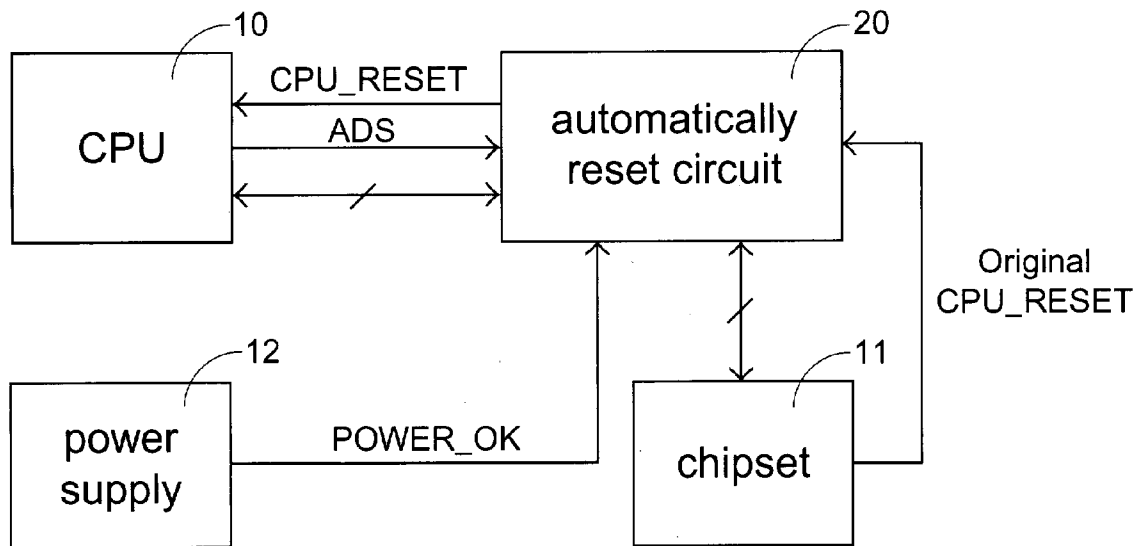 10
20
CPU_RESET
ADS
CPU
automatically
reset circuit
Original
CPU_RESET
12
11
power
supply
POWER_OK
chipset